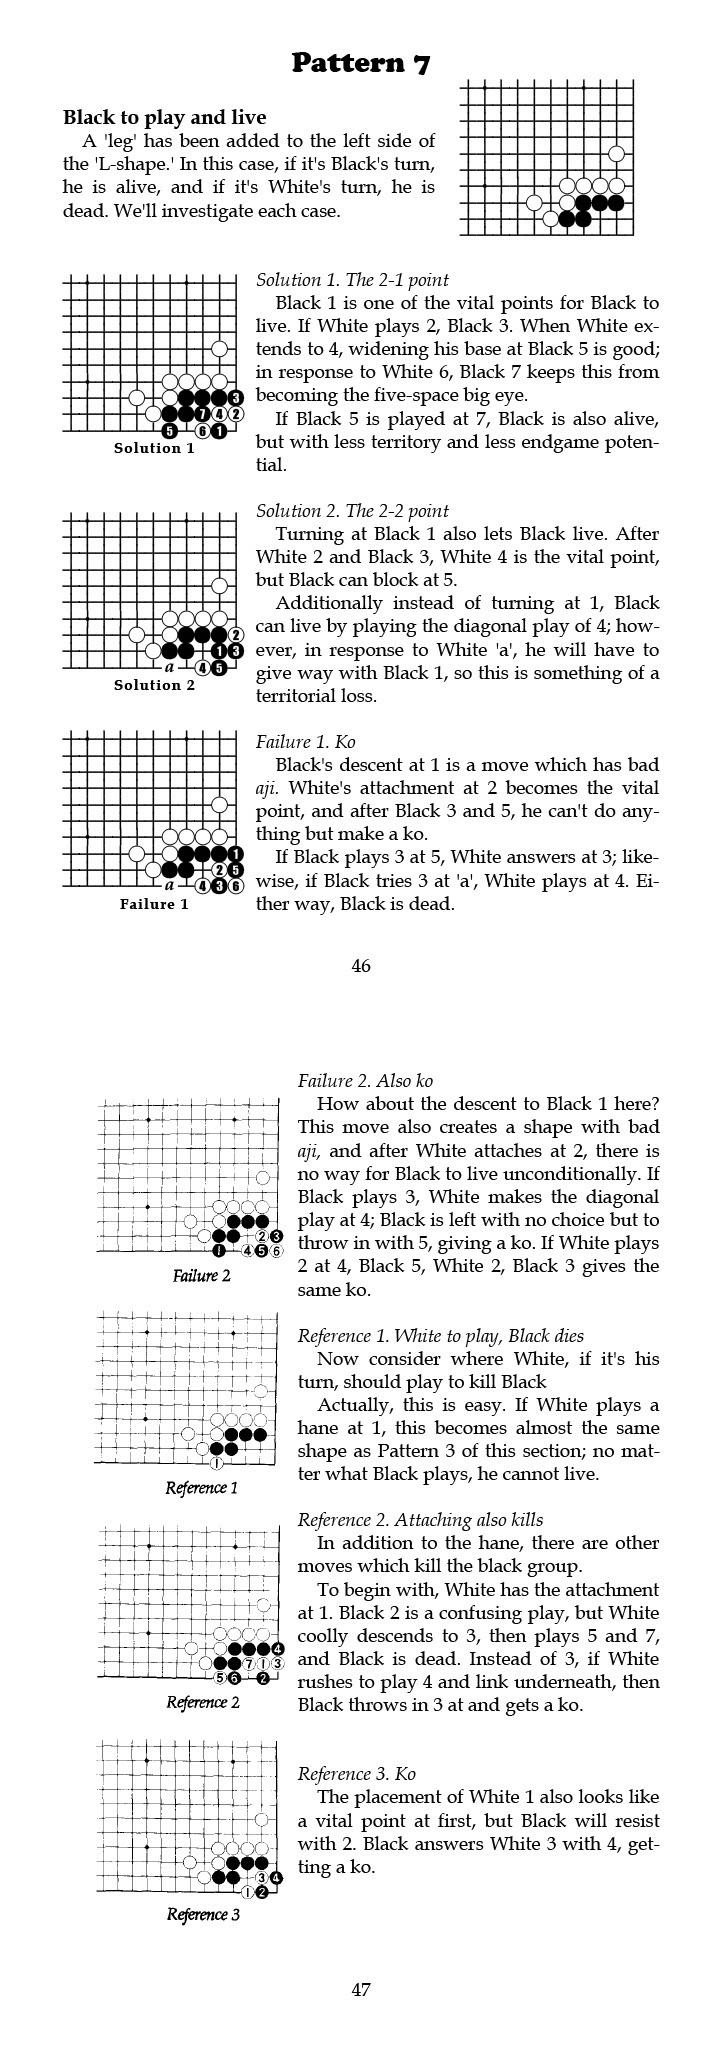 Pattern 7
Black to play and live
A 'leg' has been added to the left side of
the 'L-shape.' In this case, if it's Black's turn,
he is alive, and if it's White's turn, he is
dead. We'll investigate each case.
3
7 4 2
5 6 1
Solution 1
Solution 1. The 2-1 point
Black 1 is one of the vital points for Black to
live. If White plays 2, Black 3. When White ex-
tends to 4, widening his base at Black 5 is good;
in response to White 6, Black 7 keeps this from
becoming the five-space big eye.
If Black 5 is played at 7, Black is also alive,
but with less territory and less endgame poten-
tial.
2
1 3
a 4 5
Solution 2
Solution 2. The 2-2 point
Turning at Black 1 also lets Black live. After
White 2 and Black 3, White 4 is the vital point,
but Black can block at 5.
Additionally instead of turning at 1, Black
can live by playing the diagonal play of 4; how-
ever, in response to White 'a', he will have to
give way with Black 1, so this is something of a
territorial loss.
1
2 5
a 4 3 6
Failure 1
Failure 1. Ko
Black's descent at 1 is a move which has bad
aji. White's attachment at 2 becomes the vital
point, and after Black 3 and 5, he can't do any-
thing but make a ko.
If Black plays 3 at 5, White answers at 3; like-
wise, if Black tries 3 at 'a', White plays at 4. Ei-
ther way, Black is dead.
46
2 3
1 4 5 6
Failure 2
Failure 2. Also ko
How about the descent to Black 1 here?
This move also creates a shape with bad
aji, and after White attaches at 2, there is
no way for Black to live unconditionally. If
Black plays 3, White makes the diagonal
play at 4; Black is left with no choice but to
throw in with 5, giving a ko. If White plays
2 at 4, Black 5, White 2, Black 3 gives the
same ko.
1
Reference 1
Reference 1. White to play, Black dies
Now consider where White, if it's his
turn, should play to kill Black
Actually, this is easy. If White plays a
hane at 1, this becomes almost the same
shape as Pattern 3 of this section; no mat-
ter what Black plays, he cannot live.
4
7 1 3
5 6 2
Reference 2
Reference 2. Attaching also kills
In addition to the hane, there are other
moves which kill the black group.
To begin with, White has the attachment
at 1. Black 2 is a confusing play, but White
coolly descends to 3, then plays 5 and 7,
and Black is dead. Instead of 3, if White
rushes to play 4 and link underneath, then
Black throws in 3 at and gets a ko.
3 4
1 2
Reference 3
Reference 3. Ko
The placement of White 1 also looks like
a vital point at first, but Black will resist
with 2. Black answers White 3 with 4, get-
ting a ko.
47